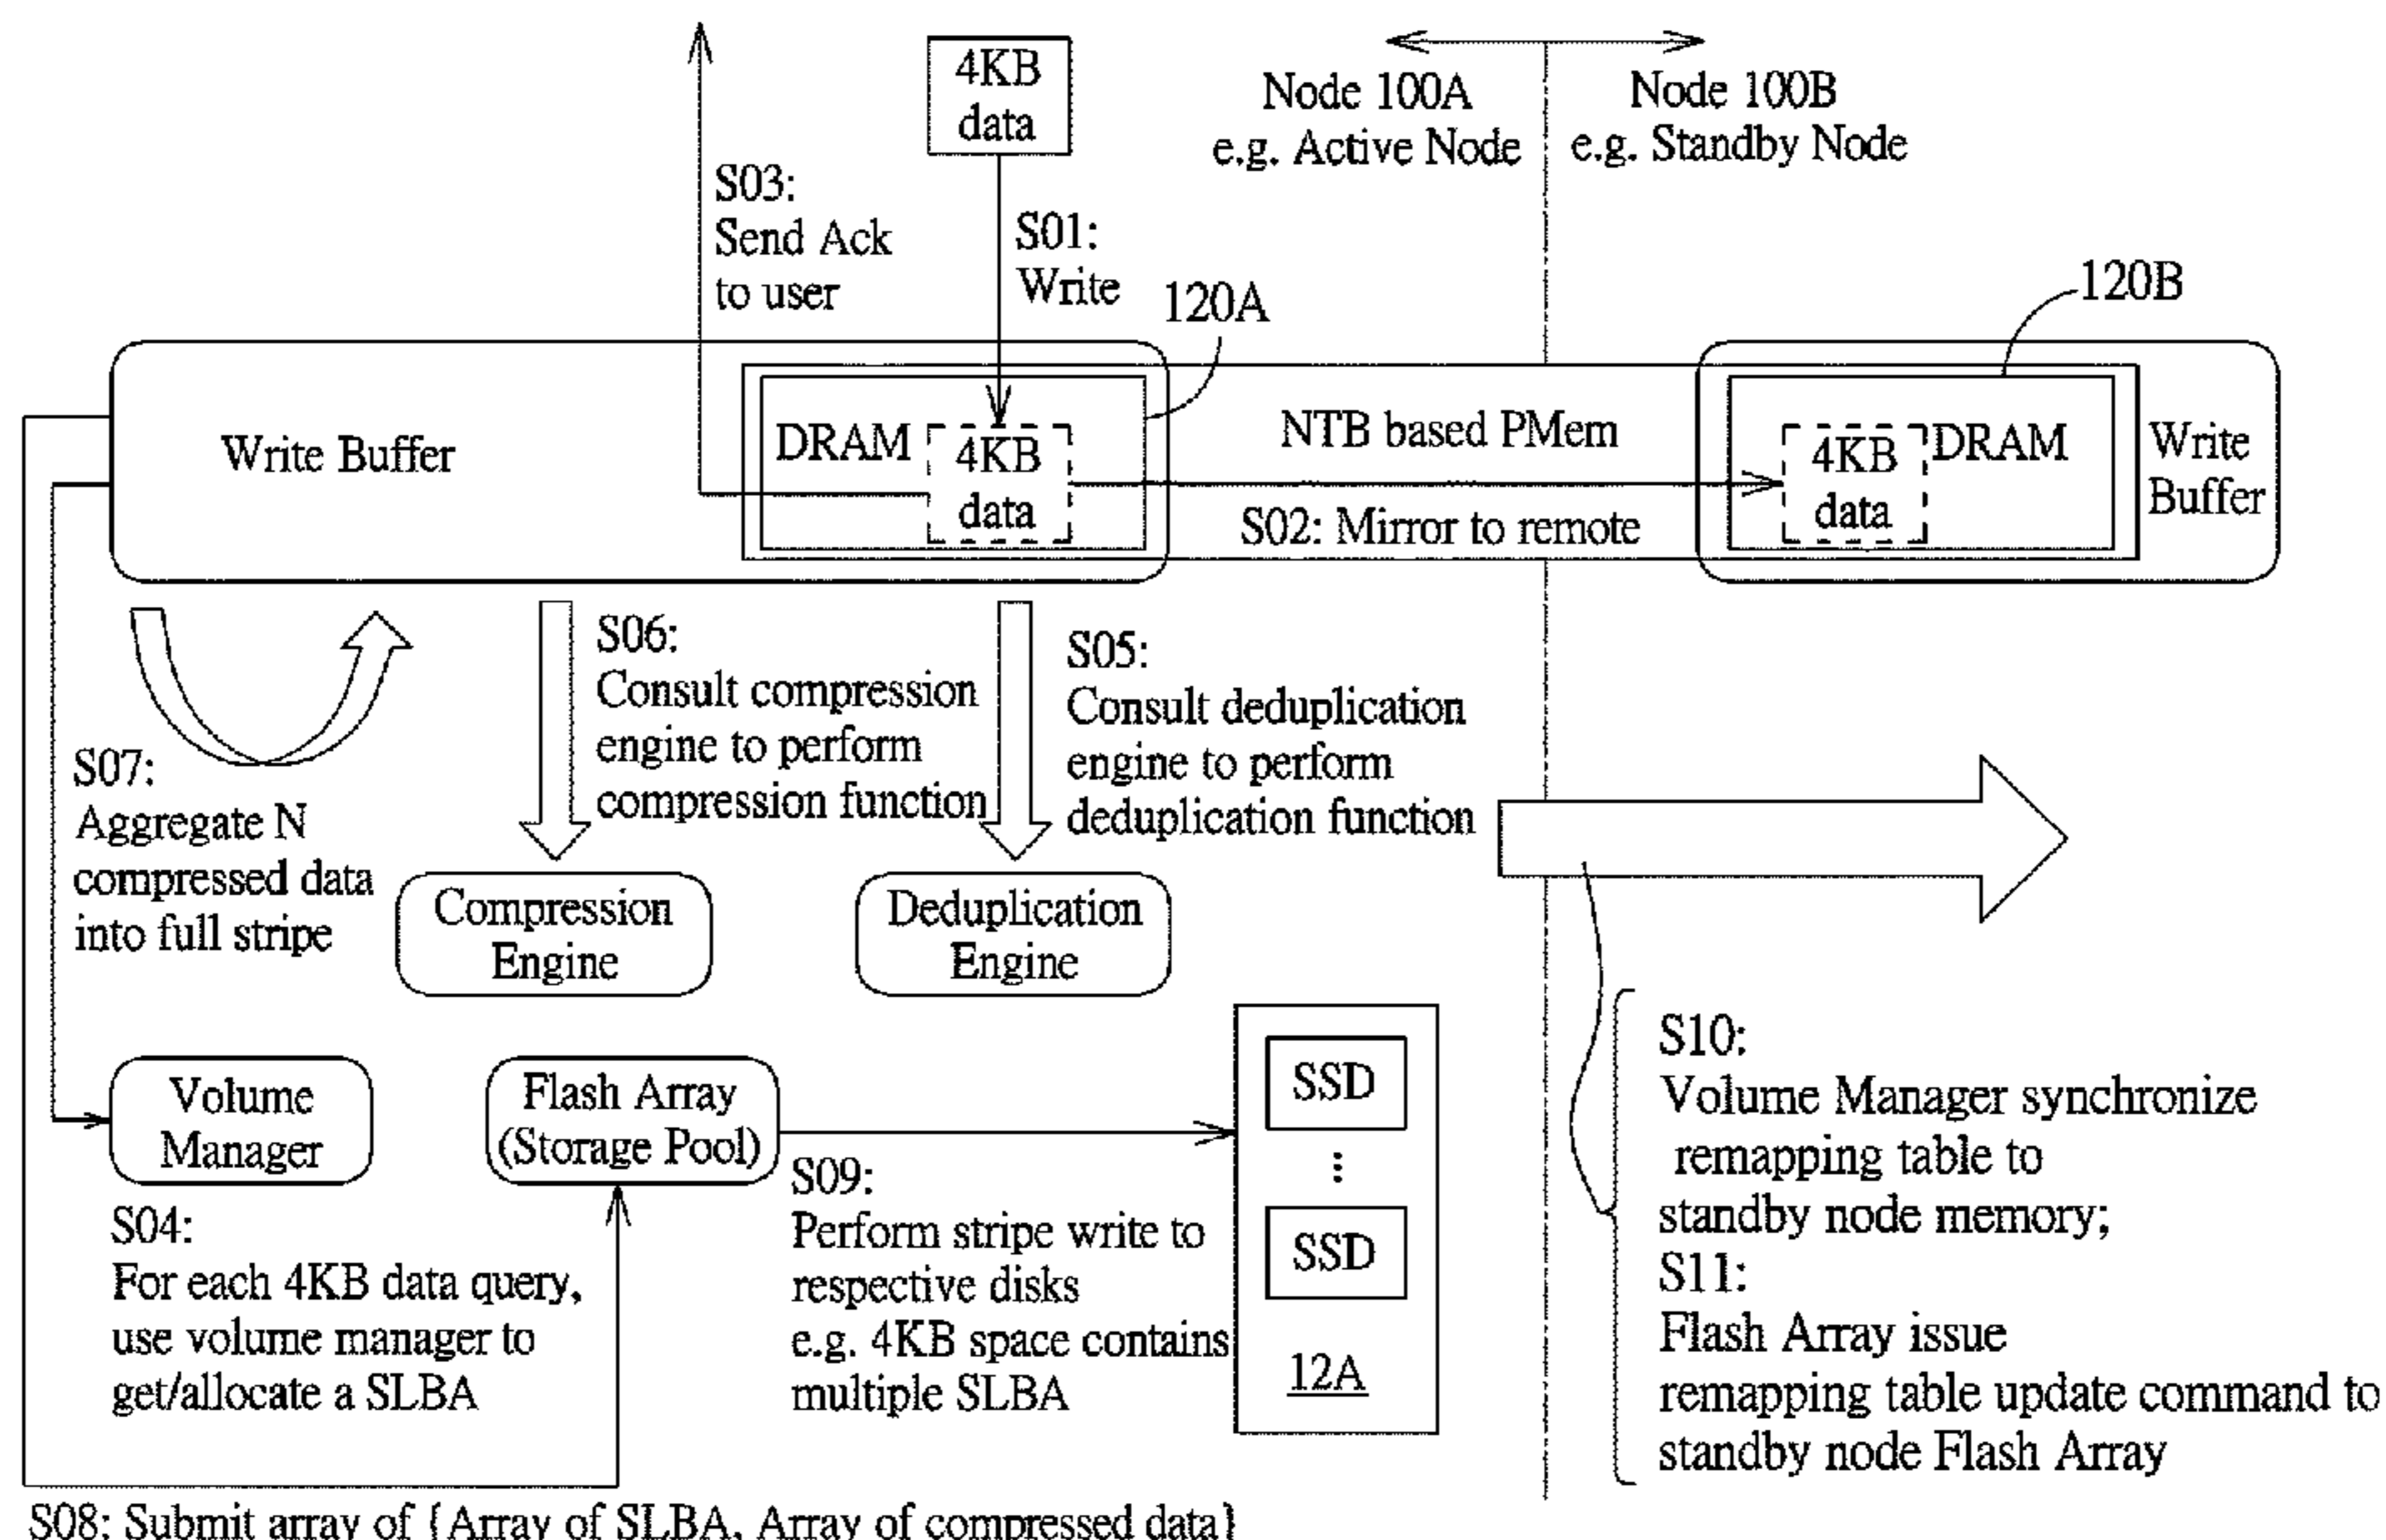 4KB
data
Node 100A
e.g. Active Node
Node 100B
e.g. Standby Node
S03:
Send Ack
to user
S01:
Write
120A
120B
Write Buffer
DRAM
4KB
data
NTB based PMem
S02: Mirror to remote
4KB
data
DRAM
Write
Buffer
S06:
Consult compression
engine to perform
compression function
S05:
Consult deduplication
engine to perform
deduplication function
S07:
Aggregate N
compressed data
into full stripe
Compression
Engine
Deduplication
Engine
Volume
Manager
Flash Array
(Storage Pool)
SSD
⋮
SSD
12A
S04:
For each 4KB data query,
use volume manager to
get/allocate a SLBA
S09:
Perform stripe write to
respective disks
e.g. 4KB space contains
multiple SLBA
S10:
Volume Manager synchronize
remapping table to
standby node memory;
S11:
Flash Array issue
remapping table update command to
standby node Flash Array
S08: Submit array of {Array of SLBA, Array of compressed data}